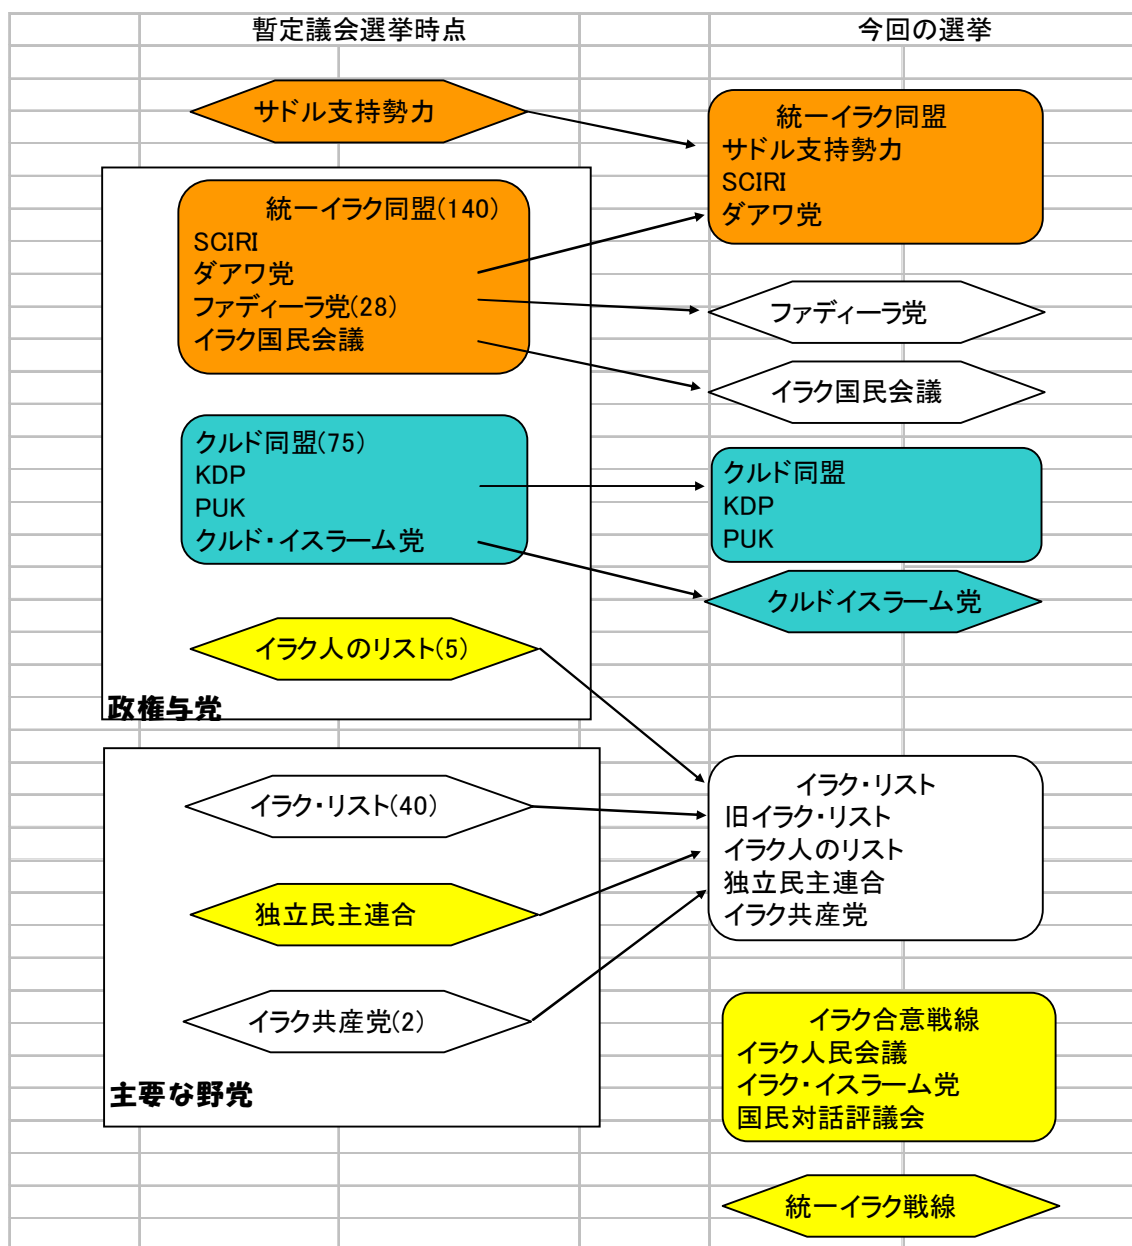 暫定議会選挙時点
今回の選挙
サドル支持勢力
統一イラク同盟(140)
SCIRI
ダアワ党
ファディーラ党(28)
イラク国民会議
クルド同盟(75)
KDP
PUK
クルド・イスラーム党
イラク人のリスト(5)
政権与党
イラク・リスト(40)
独立民主連合
イラク共産党(2)
主要な野党
統一イラク同盟
サドル支持勢力
SCIRI
ダアワ党
ファディーラ党
イラク国民会議
クルド同盟
KDP
PUK
クルドイスラーム党
イラク・リスト
旧イラク・リスト
イラク人のリスト
独立民主連合
イラク共産党
イラク合意戦線
イラク人民会議
イラク・イスラーム党
国民対話評議会
統一イラク戦線